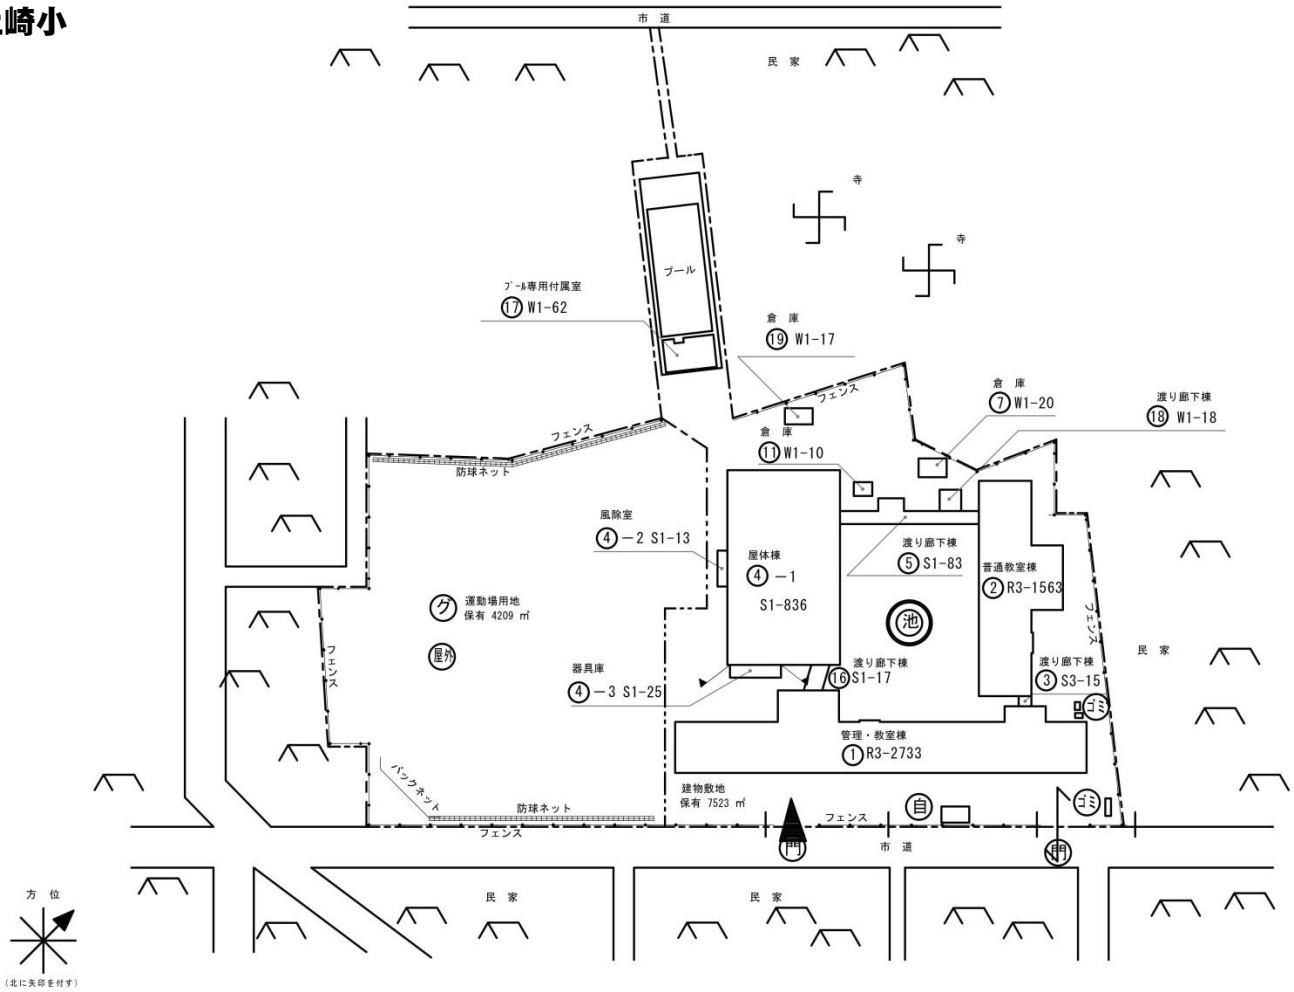 崎小
市 道
民 家
寺
寺
プール
プール専用付属室
⑰ W1-62
倉 庫
⑲ W1-17
フェンス
倉 庫
⑦ W1-20
渡り廊下棟
⑱ W1-18
フェンス
防球ネット
倉 庫
⑪ W1-10
風除室
④ー2 S1-13
屋体棟
④ ー1
S1-836
渡り廊下棟
⑤ S1-83
普通教室棟
② R3-1563
グ 運動場用地
保有 4209 ㎡
屋外
池
フェンス
フェンス
民 家
器具庫
④ー3 S1-25
渡り廊下棟
⑯ S1-17
渡り廊下棟
③ S3-15
ゴミ
管理・教室棟
① R3-2733
バックネット
建物敷地
保有 7523 ㎡
防球ネット
フェンス
フェンス
自
ゴミ
門
市 道
門
民 家
民 家
方 位
(北に矢印を付す)